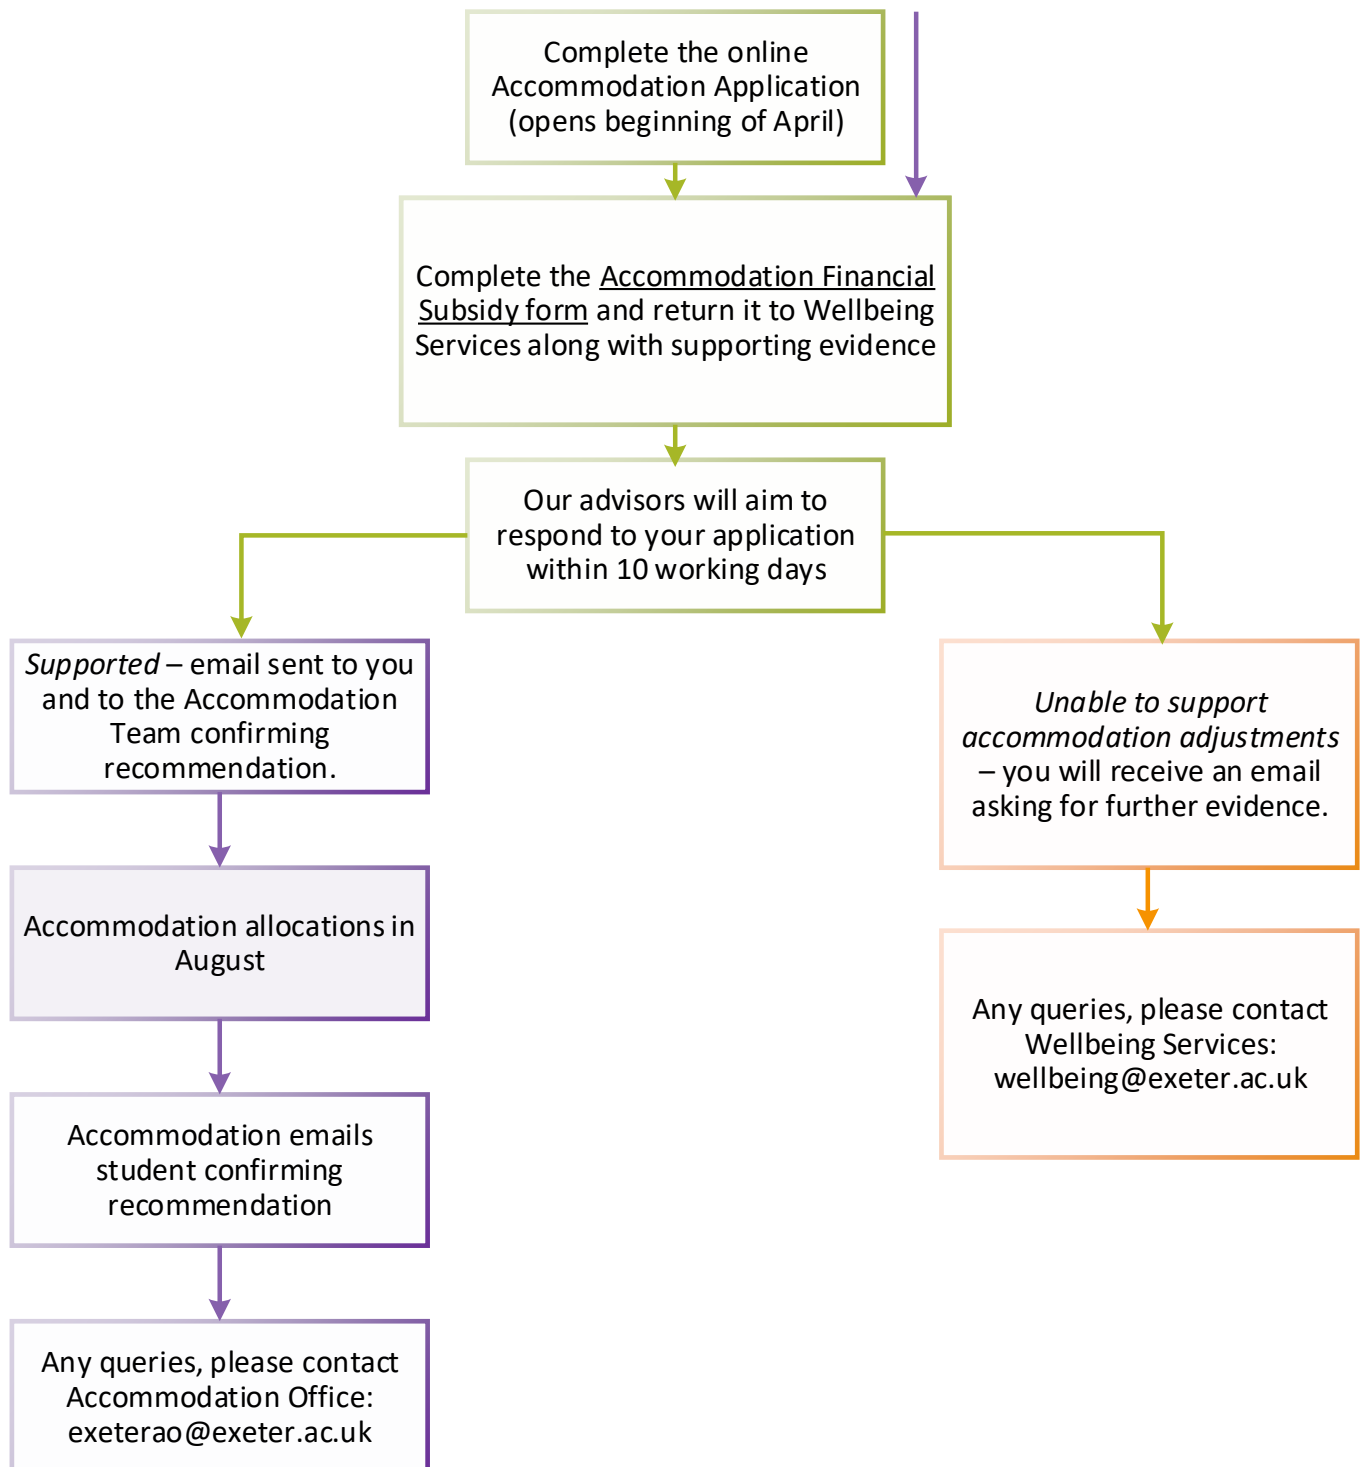 Complete the online
Accommodation Application
(opens beginning of April)
Complete the Accommodation Financial
Subsidy form and return it to Wellbeing
Services along with supporting evidence
Our advisors will aim to
respond to your application
within 10 working days
Supported – email sent to you
and to the Accommodation
Team confirming
recommendation.
Unable to support
accommodation adjustments
– you will receive an email
asking for further evidence.
Accommodation allocations in
August
Any queries, please contact
Wellbeing Services:
wellbeing@exeter.ac.uk
Accommodation emails
student confirming
recommendation
Any queries, please contact
Accommodation Office:
exeterao@exeter.ac.uk